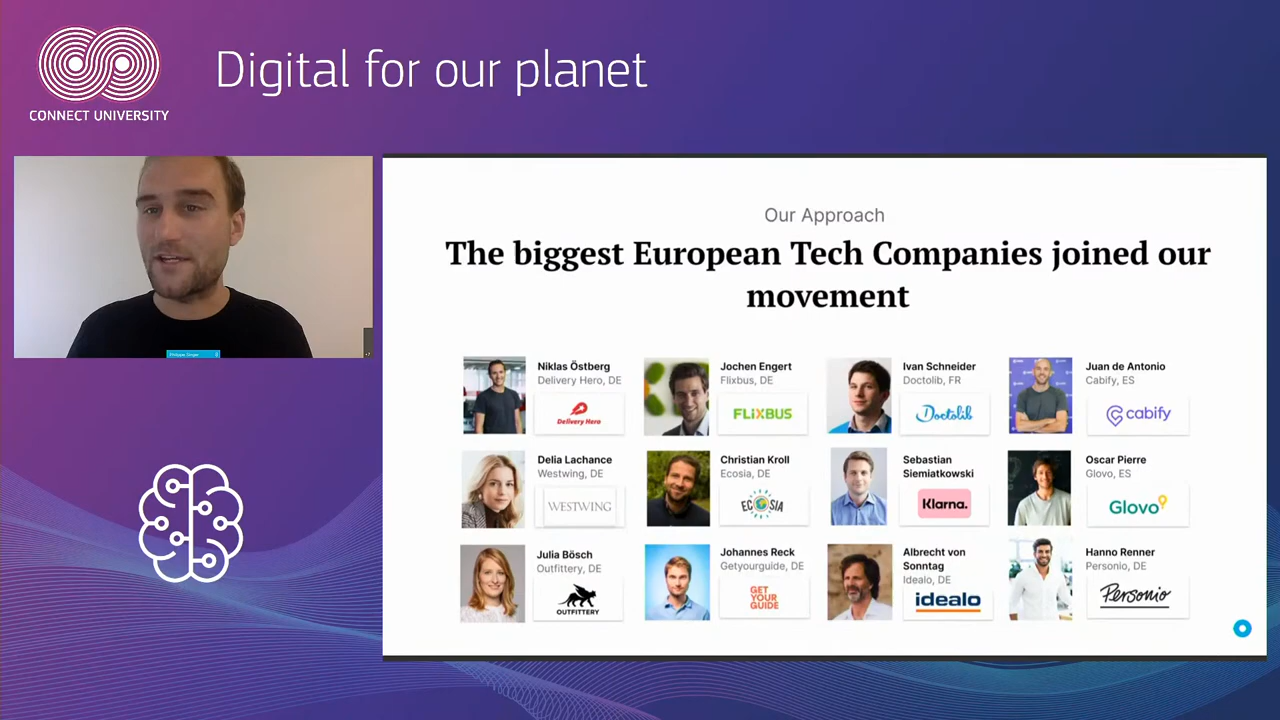 Digital for our planet
CONNECT UNIVERSITY
Our Approach
The biggest European Tech Companies joined our
movement
Niklas Östberg
Delivery Hero, DE
Delivery Hero
Jochen Engert
Flixbus, DE
FLiXBUS
Ivan Schneider
Doctolib, FR
Doctolib
Juan de Antonio
Cabify, ES
cabify
Delia Lachance
Westwing, DE
WESTWING
Christian Kroll
Ecosia, DE
ECOSIA
Sebastian
Siemiatkowski
Klarna.
Oscar Pierre
Glovo, ES
Glovo
Julia Bösch
Outfittery, DE
OUTFITTERY
Johannes Reck
Getyourguide, DE
GET
YOUR
GUIDE
Albrecht von
Sonntag
Idealo, DE
idealo
Hanno Renner
Personio, DE
Personio